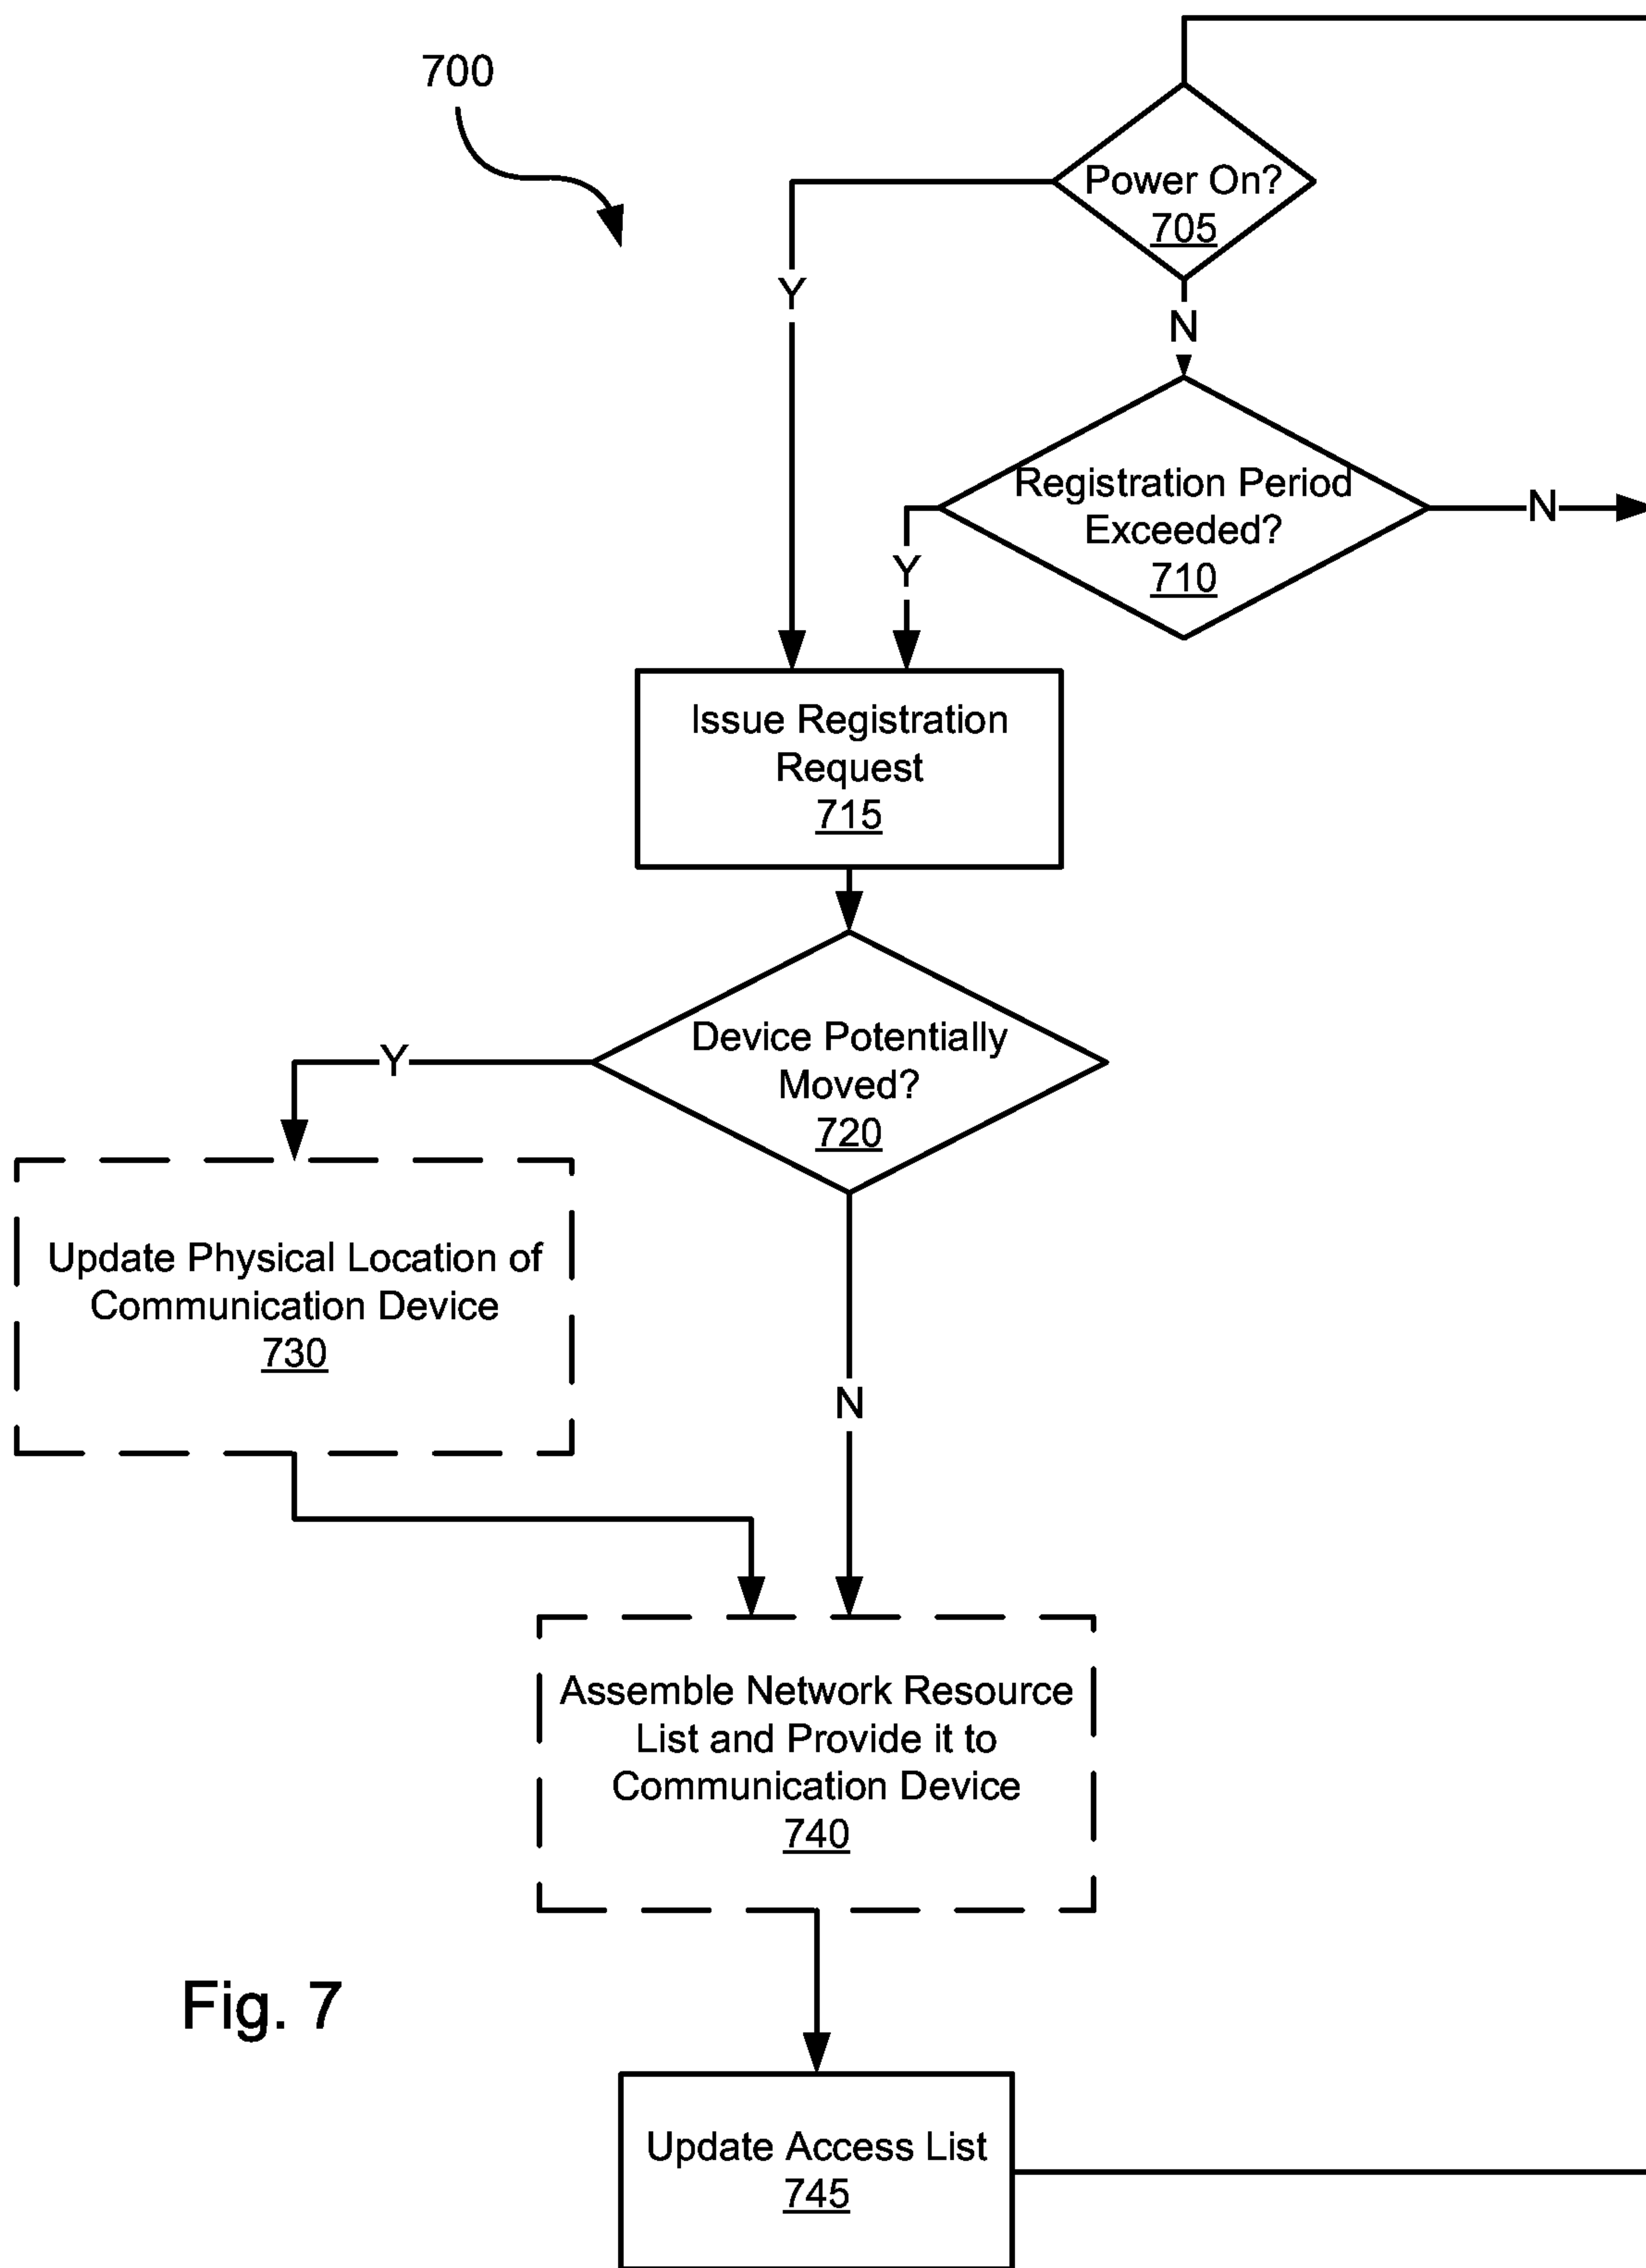 700
Power On?
705
Y
N
Registration Period
Exceeded?
710
N
Y
Issue Registration
Request
715
Device Potentially
Moved?
720
Y
Update Physical Location of
Communication Device
730
N
Assemble Network Resource
List and Provide it to
Communication Device
740
Fig. 7
Update Access List
745